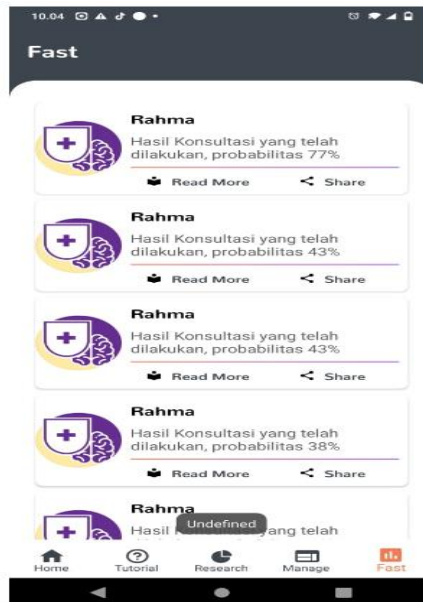 10.04
Fast
Rahma
Hasil Konsultasi yang telah
dilakukan, probabilitas 77%
Read More Share
Rahma
Hasil Konsultasi yang telah
dilakukan, probabilitas 43%
Read More Share
Rahma
Hasil Konsultasi yang telah
dilakukan, probabilitas 43%
Read More Share
Rahma
Hasil Konsultasi yang telah
dilakukan, probabilitas 38%
Read More Share
Rahma
Hasil yang telah
Undefined
Home Tutorial Research Manage Fast